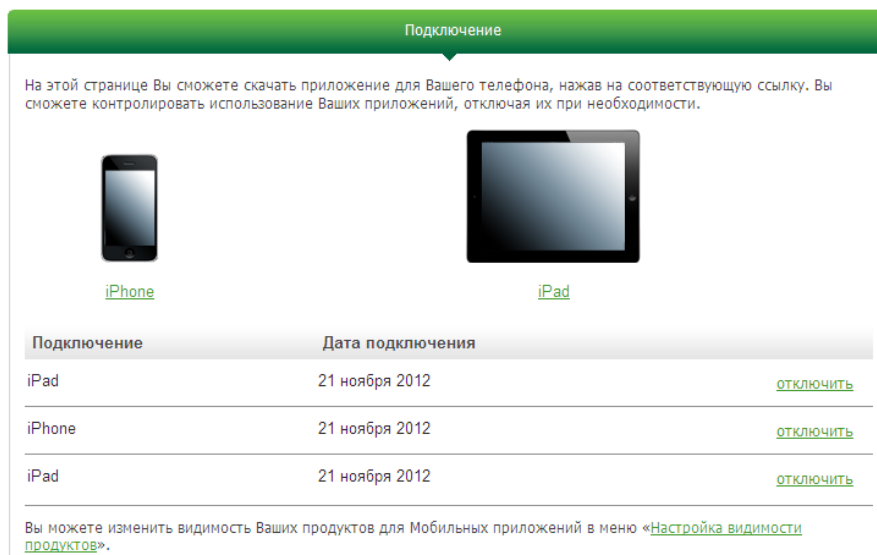 Подключение
На этой странице Вы сможете скачать приложение для Вашего телефона, нажав на соответствующую ссылку. Вы
сможете контролировать использование Ваших приложений, отключая их при необходимости.
iPhone
iPad
Подключение Дата подключения
iPad 21 ноября 2012 отключить
iPhone 21 ноября 2012 отключить
iPad 21 ноября 2012 отключить
Вы можете изменить видимость Ваших продуктов для Мобильных приложений в меню «Настройка видимости
продуктов».